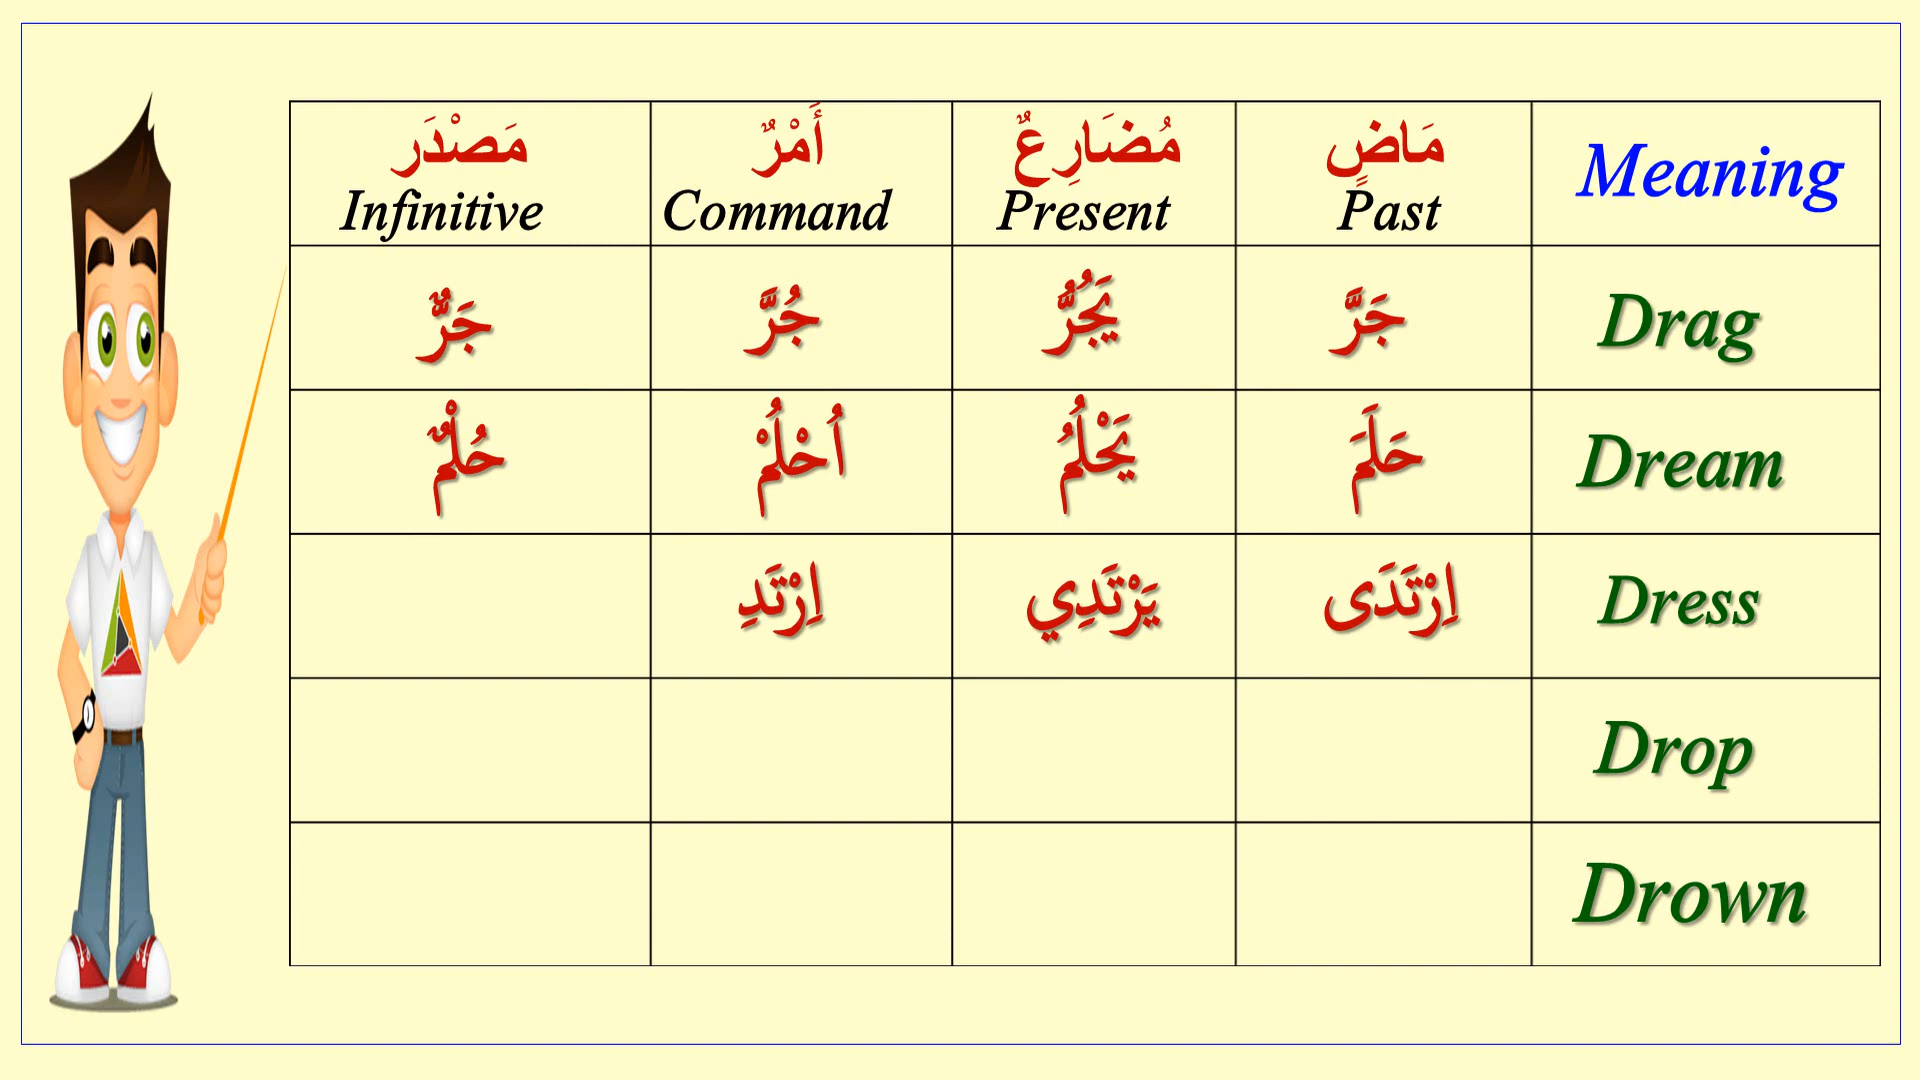 مَاضٍ مُضَارِعٌ أَمْرٌ مَصْدَر
Meaning Past Present Command Infinitive
Drag جَرَّ يَجُرُّ جُرَّ جَرٌّ
Dream حَلَمَ يَحْلُمُ اُحْلُمْ حُلْمٌ
Dress اِرْتَدَى يَرْتَدِي اِرْتَدِ
Drop
Drown